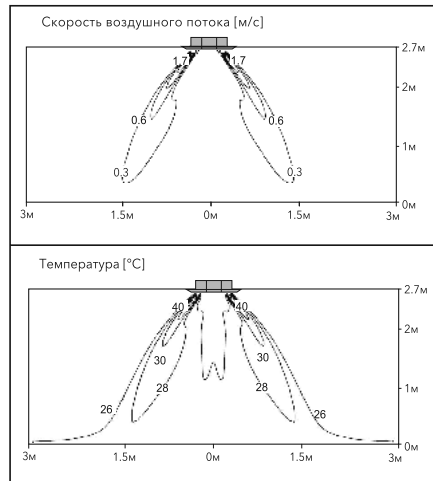 Скорость воздушного потока [м/с]
1.7 1.7
2.7м
2м
0.6 0.6
1м
0.3 0.3
0м
3м 1.5м 0м 1.5м 3м
Температура [°C]
2.7м
40 40
2м
30 30
28 28
1м
26 26
0м
3м 1.5м 0м 1.5м 3м